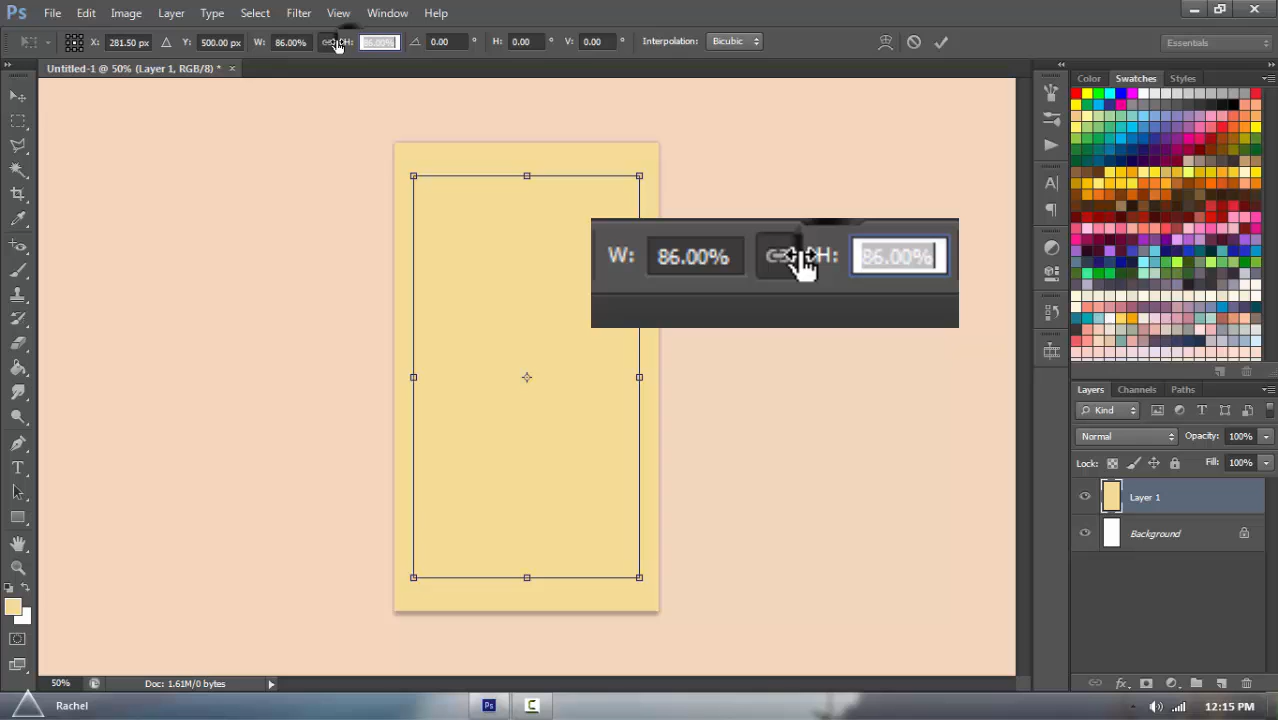 Ps File Edit Image Layer Type Select Filter View Window Help
X: 281.50 px Y: 500.00 px W: 86.00% H: 86.00% 0.00 ° H: 0.00 ° V: 0.00 ° Interpolation: Bicubic Essentials
Untitled-1 @ 50% (Layer 1, RGB/8) * ×
Color Swatches Styles
W: 86.00% H: 86.00%
Layers Channels Paths
Kind
Normal Opacity: 100%
Lock: Fill: 100%
Layer 1
Background
50% Doc: 1.61M/0 bytes
Rachel Ps C 12:15 PM